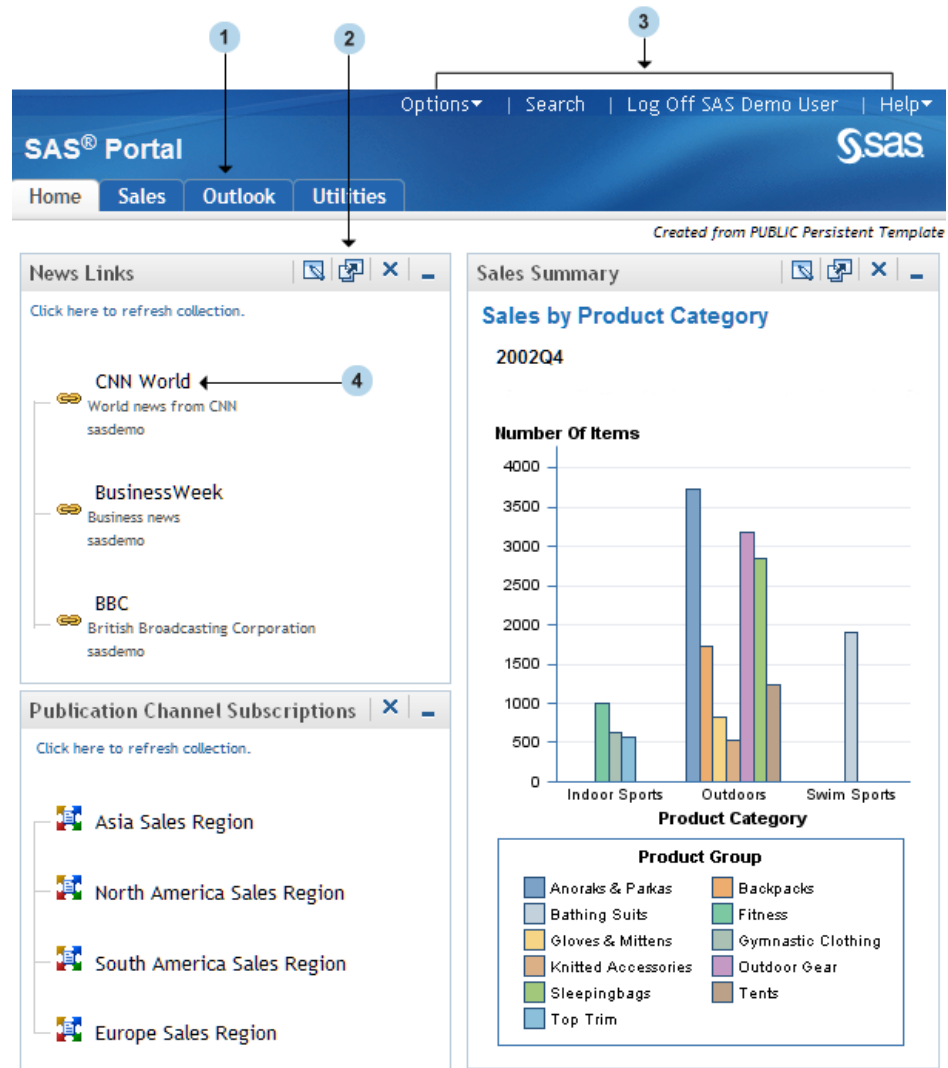 1
2
3
Options | Search | Log Off SAS Demo User | Help
SAS® Portal
sas
Home Sales Outlook Utilities
Created from PUBLIC Persistent Template
News Links
Click here to refresh collection.
CNN World
4
World news from CNN
sasdemo
BusinessWeek
Business news
sasdemo
BBC
British Broadcasting Corporation
sasdemo
Publication Channel Subscriptions
Click here to refresh collection.
Asia Sales Region
North America Sales Region
South America Sales Region
Europe Sales Region
Sales Summary
Sales by Product Category
2002Q4
Number Of Items
4000
3500
3000
2500
2000
1500
1000
500
0
Indoor Sports Outdoors Swim Sports
Product Category
Product Group
Anoraks & Parkas Backpacks
Bathing Suits Fitness
Gloves & Mittens Gymnastic Clothing
Knitted Accessories Outdoor Gear
Sleepingbags Tents
Top Trim